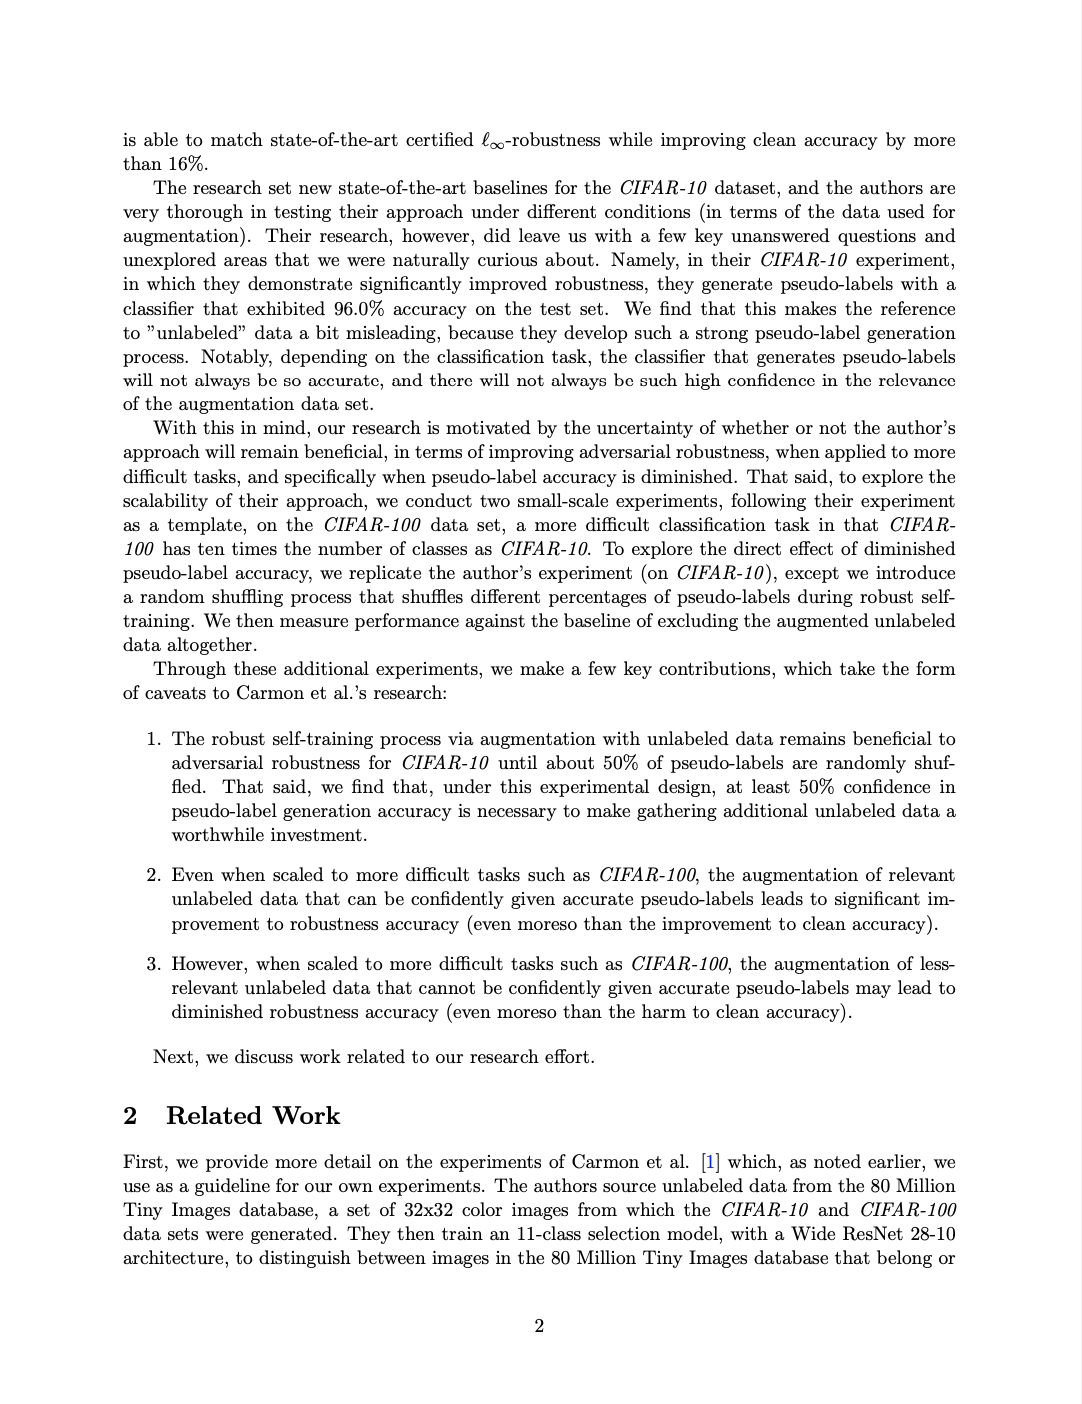 is able to match state-of-the-art certified ℓ∞-robustness while improving clean accuracy by more
than 16%.
The research set new state-of-the-art baselines for the CIFAR-10 dataset, and the authors are
very thorough in testing their approach under different conditions (in terms of the data used for
augmentation). Their research, however, did leave us with a few key unanswered questions and
unexplored areas that we were naturally curious about. Namely, in their CIFAR-10 experiment,
in which they demonstrate significantly improved robustness, they generate pseudo-labels with a
classifier that exhibited 96.0% accuracy on the test set. We find that this makes the reference
to ”unlabeled” data a bit misleading, because they develop such a strong pseudo-label generation
process. Notably, depending on the classification task, the classifier that generates pseudo-labels
will not always be so accurate, and there will not always be such high confidence in the relevance
of the augmentation data set.
With this in mind, our research is motivated by the uncertainty of whether or not the author’s
approach will remain beneficial, in terms of improving adversarial robustness, when applied to more
difficult tasks, and specifically when pseudo-label accuracy is diminished. That said, to explore the
scalability of their approach, we conduct two small-scale experiments, following their experiment
as a template, on the CIFAR-100 data set, a more difficult classification task in that CIFAR-
100 has ten times the number of classes as CIFAR-10. To explore the direct effect of diminished
pseudo-label accuracy, we replicate the author’s experiment (on CIFAR-10), except we introduce
a random shuffling process that shuffles different percentages of pseudo-labels during robust self-
training. We then measure performance against the baseline of excluding the augmented unlabeled
data altogether.
Through these additional experiments, we make a few key contributions, which take the form
of caveats to Carmon et al.’s research:
1. The robust self-training process via augmentation with unlabeled data remains beneficial to
adversarial robustness for CIFAR-10 until about 50% of pseudo-labels are randomly shuf-
fled. That said, we find that, under this experimental design, at least 50% confidence in
pseudo-label generation accuracy is necessary to make gathering additional unlabeled data a
worthwhile investment.
2. Even when scaled to more difficult tasks such as CIFAR-100, the augmentation of relevant
unlabeled data that can be confidently given accurate pseudo-labels leads to significant im-
provement to robustness accuracy (even moreso than the improvement to clean accuracy).
3. However, when scaled to more difficult tasks such as CIFAR-100, the augmentation of less-
relevant unlabeled data that cannot be confidently given accurate pseudo-labels may lead to
diminished robustness accuracy (even moreso than the harm to clean accuracy).
Next, we discuss work related to our research effort.
2 Related Work
First, we provide more detail on the experiments of Carmon et al. [1] which, as noted earlier, we
use as a guideline for our own experiments. The authors source unlabeled data from the 80 Million
Tiny Images database, a set of 32x32 color images from which the CIFAR-10 and CIFAR-100
data sets were generated. They then train an 11-class selection model, with a Wide ResNet 28-10
architecture, to distinguish between images in the 80 Million Tiny Images database that belong or
2